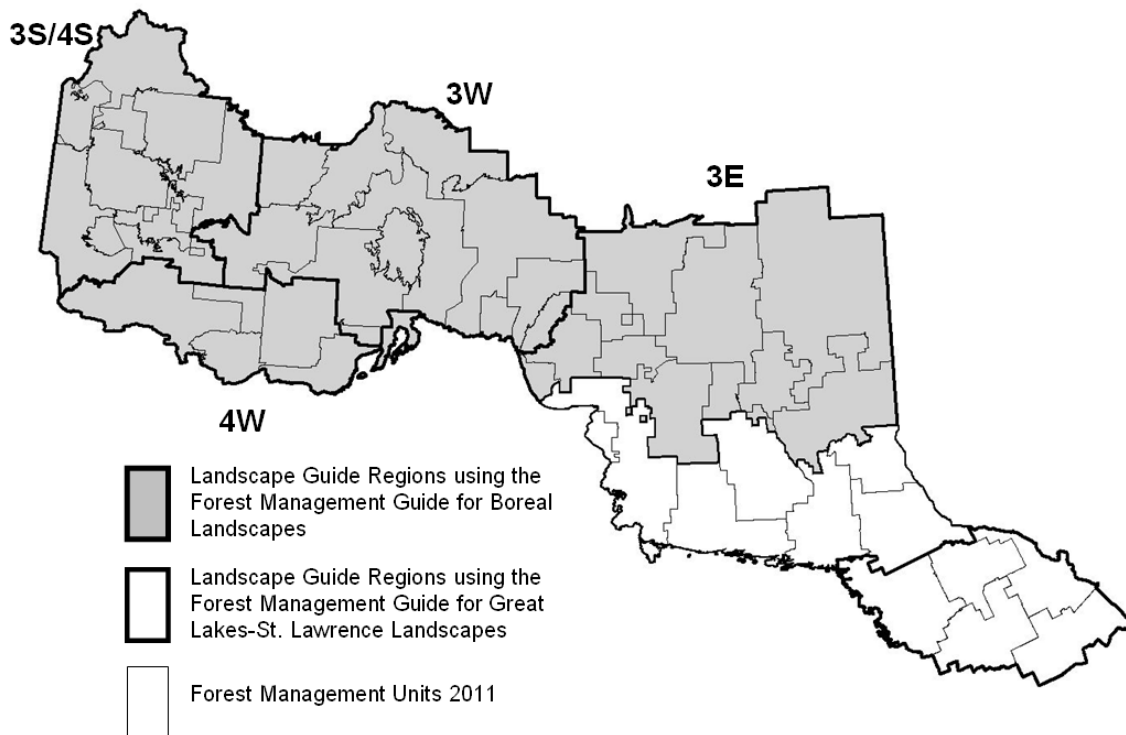 3S/4S
3W
3E
4W
Landscape Guide Regions using the
Forest Management Guide for Boreal
Landscapes
Landscape Guide Regions using the
Forest Management Guide for Great
Lakes-St. Lawrence Landscapes
Forest Management Units 2011